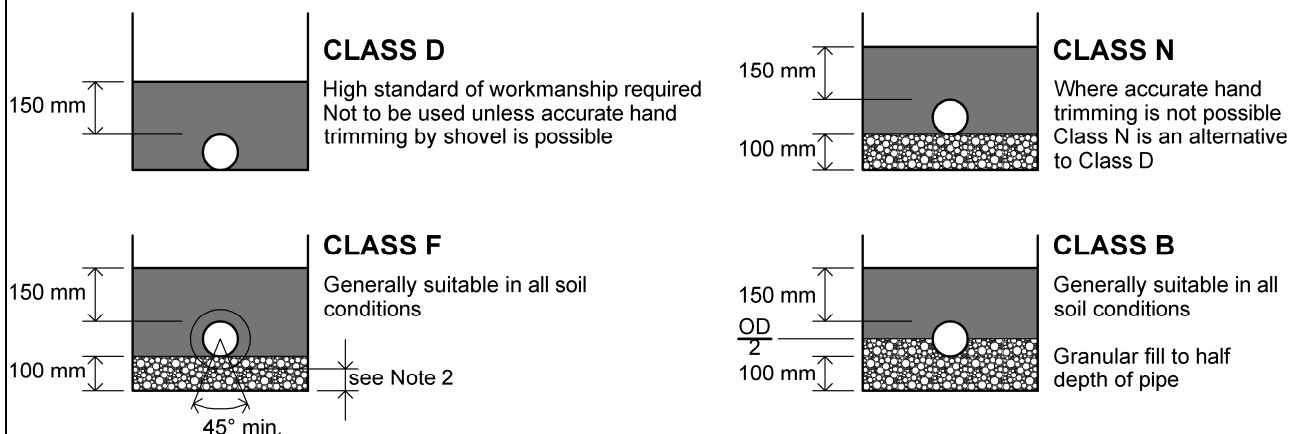 CLASS D
150 mm
High standard of workmanship required
Not to be used unless accurate hand
trimming by shovel is possible
CLASS N
150 mm
100 mm
Where accurate hand
trimming is not possible
Class N is an alternative
to Class D
CLASS F
150 mm
100 mm
Generally suitable in all soil
conditions
see Note 2
45° min.
CLASS B
150 mm
OD
2
100 mm
Generally suitable in all
soil conditions
Granular fill to half
depth of pipe